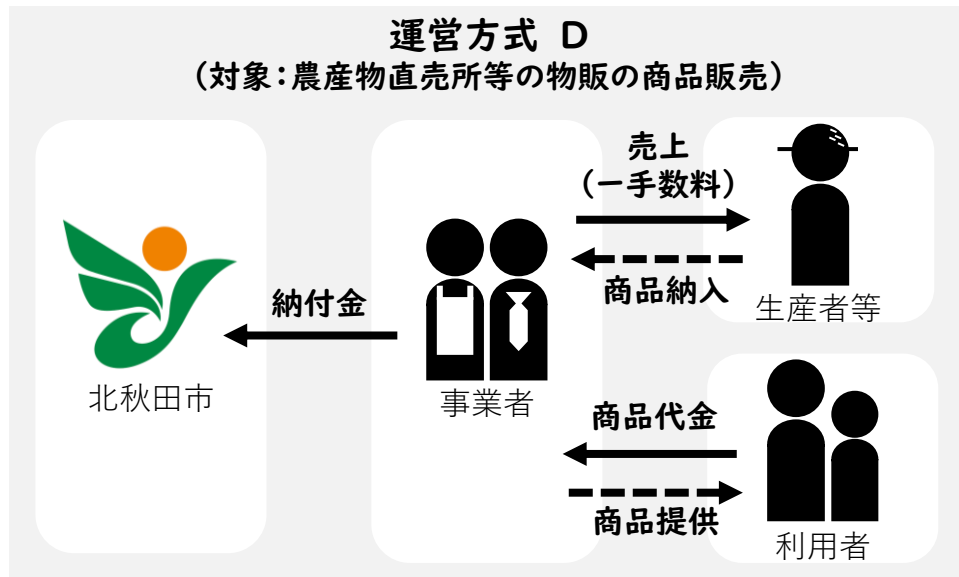 運営方式 D
（対象：農産物直売所等の物販の商品販売）
売上
（ー手数料）
商品納入
生産者等
納付金
北秋田市
事業者
商品代金
商品提供
利用者